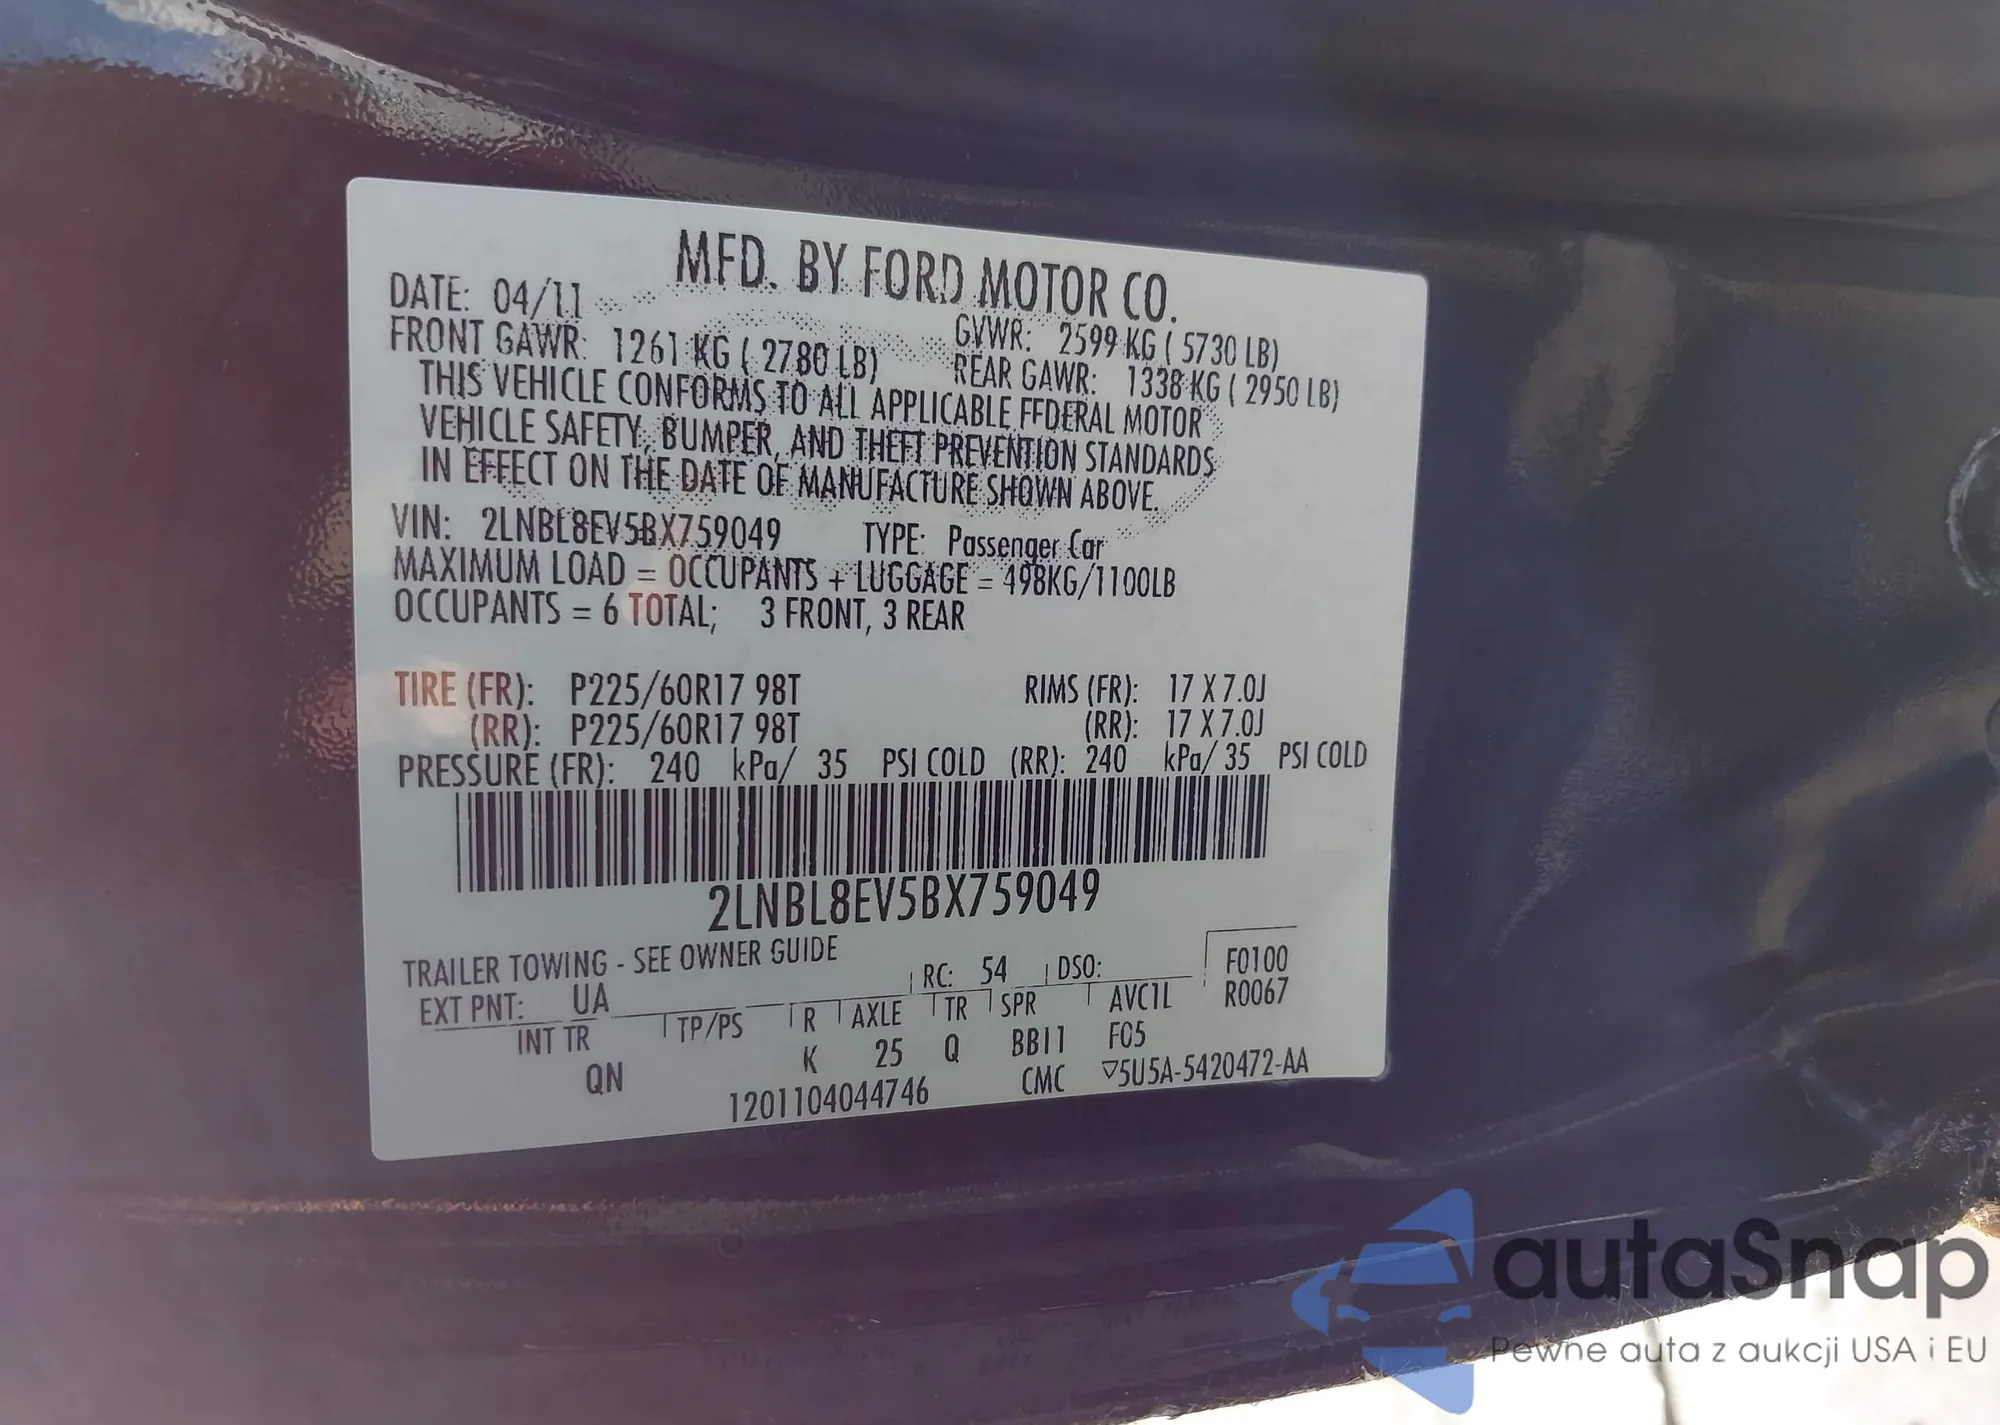 MFD. BY FORD MOTOR CO.
DATE: 04/11 GVWR: 2599 KG ( 5730 LB)
FRONT GAWR: 1261 KG ( 2780 LB) REAR GAWR: 1338 KG ( 2950 LB)
THIS VEHICLE CONFORMS TO ALL APPLICABLE FEDERAL MOTOR
VEHICLE SAFETY, BUMPER, AND THEFT PREVENTION STANDARDS
IN EFFECT ON THE DATE OF MANUFACTURE SHOWN ABOVE.
VIN: 2LNBL8EV5BX759049 TYPE: Passenger Car
MAXIMUM LOAD = OCCUPANTS + LUGGAGE = 498KG/1100LB
OCCUPANTS = 6 TOTAL; 3 FRONT, 3 REAR
TIRE (FR): P225/60R17 98T RIMS (FR): 17 X 7.0J
(RR): P225/60R17 98T (RR): 17 X 7.0J
PRESSURE (FR): 240 kPa/ 35 PSI COLD (RR): 240 kPa/ 35 PSI COLD
2LNBL8EV5BX759049
TRAILER TOWING - SEE OWNER GUIDE
EXT PNT: UA RC: 54 DSO: F0100
R0067
INT TR TP/PS R AXLE TR SPR AVC1L
QN K 25 Q BB11 F05
1201104044746 CMC ▽5U5A-5420472-AA
autaSnap
Pewne auta z aukcji USA i EU